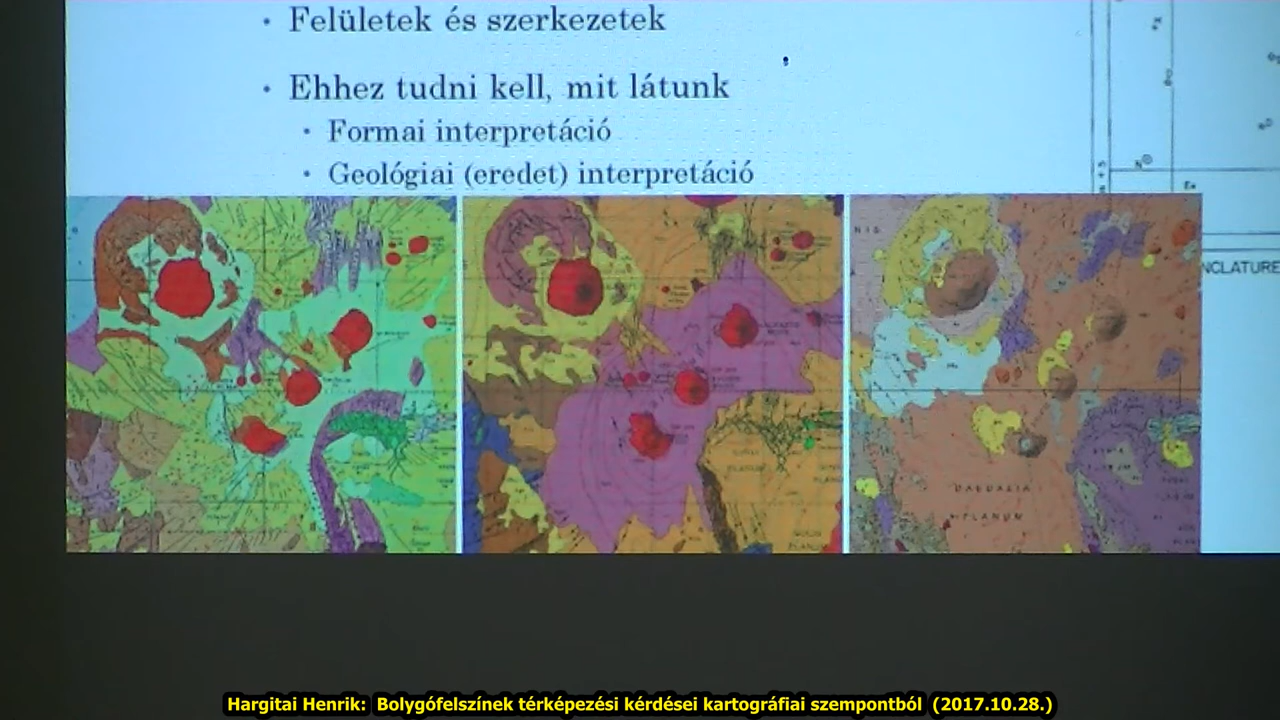 • Felületek és szerkezetek
• Ehhez tudni kell, mit látunk
• Formai interpretáció
• Geológiai (eredet) interpretáció
NCLATURE
DAEDALIA
PLANUM
Hargitai Henrik: Bolygófelszínek térképezési kérdései kartográfiai szempontból (2017.10.28.)